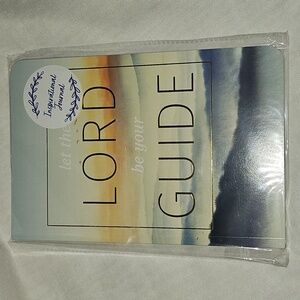 Inspirational
Journal
let the
LORD
be your
GUIDE